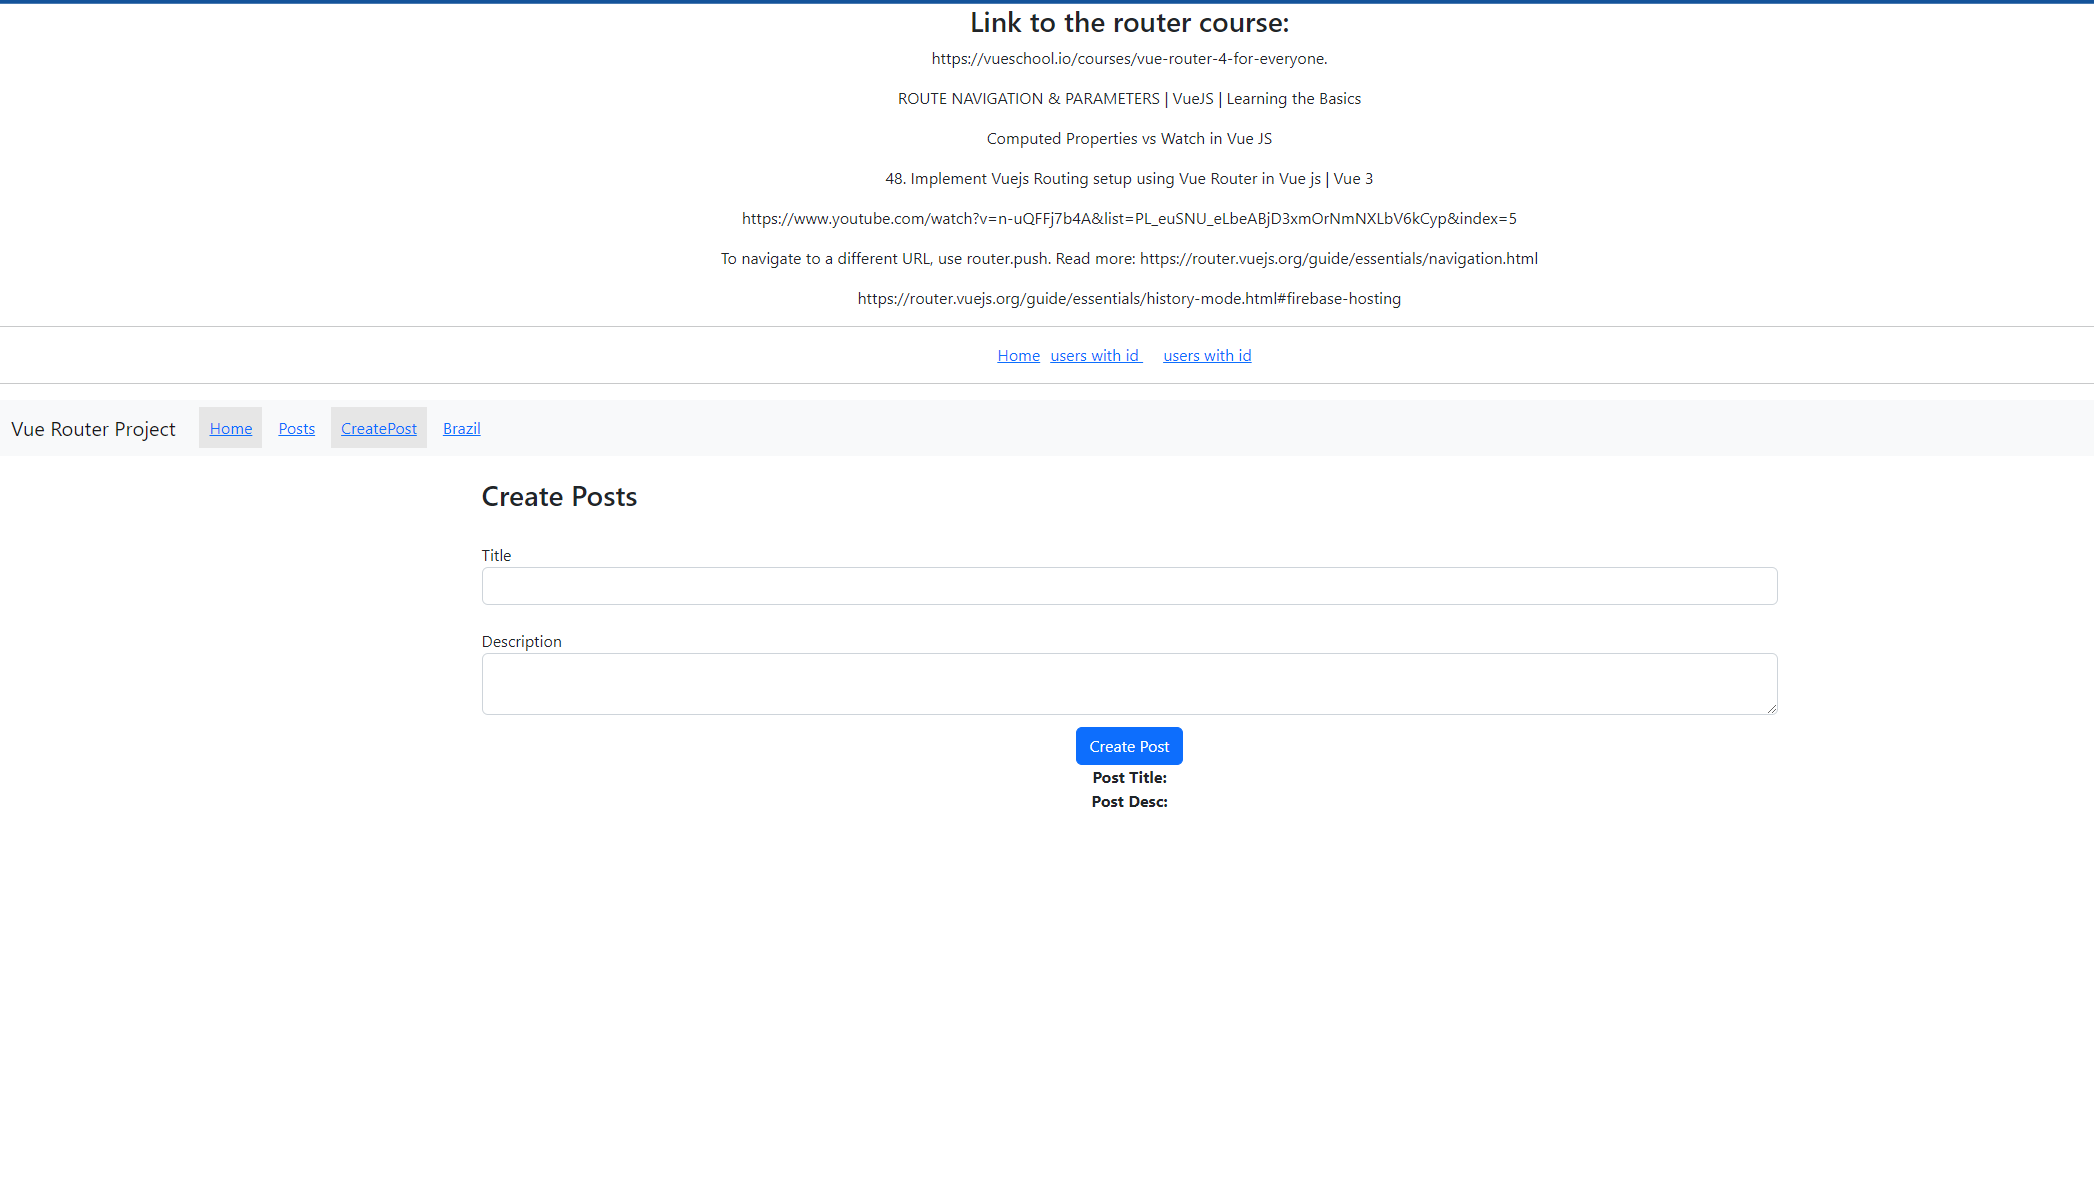 Link to the router course:
https://vueschool.io/courses/vue-router-4-for-everyone.
ROUTE NAVIGATION & PARAMETERS | VueJS | Learning the Basics
Computed Properties vs Watch in Vue JS
48. Implement Vuejs Routing setup using Vue Router in Vue js | Vue 3
https://www.youtube.com/watch?v=n-uQFFj7b4A&list=PL_euSNU_eLbeABjD3xmOrNmNXLbV6kCyp&index=5
To navigate to a different URL, use router.push. Read more: https://router.vuejs.org/guide/essentials/navigation.html
https://router.vuejs.org/guide/essentials/history-mode.html#firebase-hosting
Home users with id users with id
Vue Router Project Home Posts CreatePost Brazil
Create Posts
Title
Description
Create Post
Post Title:
Post Desc: